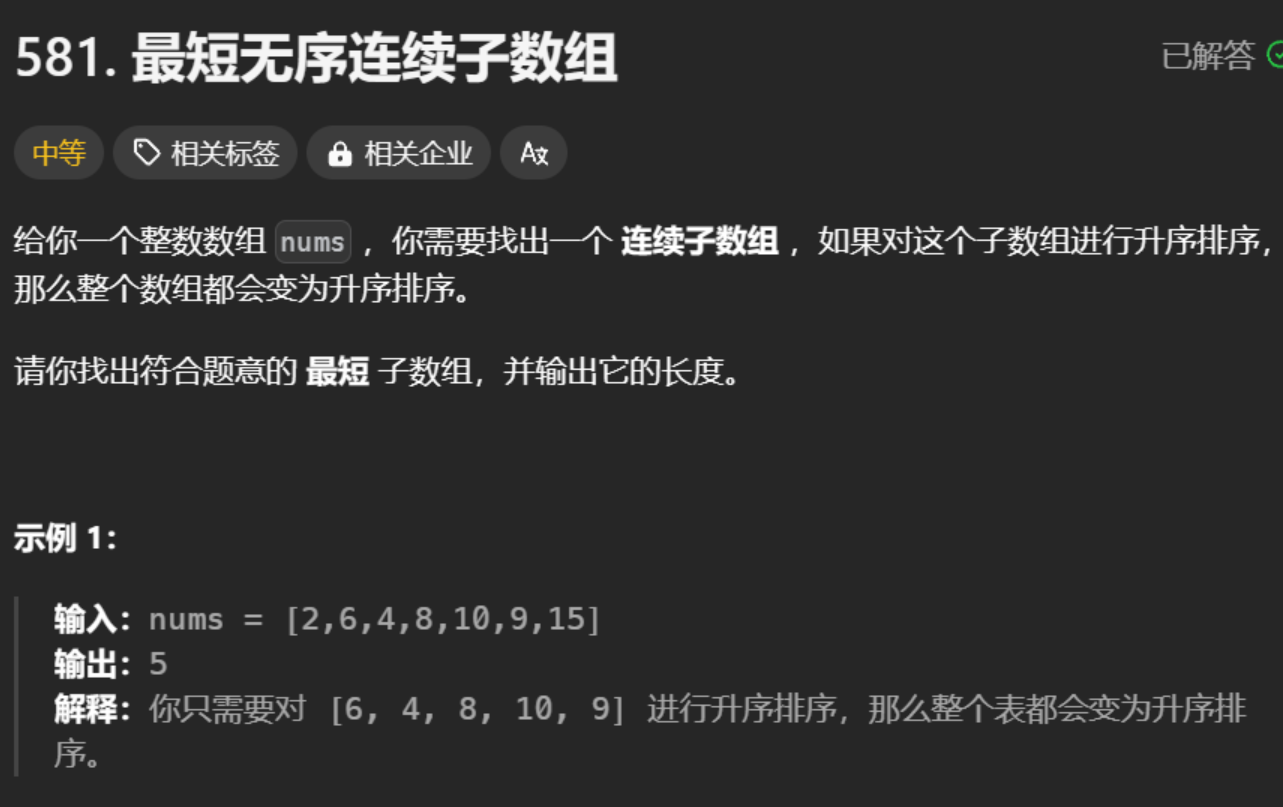 581. 最短无序连续子数组
已解答
中等 相关标签 相关企业
给你一个整数数组 nums ，你需要找出一个 连续子数组 ，如果对这个子数组进行升序排序，
那么整个数组都会变为升序排序。
请你找出符合题意的 最短 子数组，并输出它的长度。
示例 1：
输入：nums = [2,6,4,8,10,9,15]
输出：5
解释：你只需要对 [6, 4, 8, 10, 9] 进行升序排序，那么整个表都会变为升序排
序。